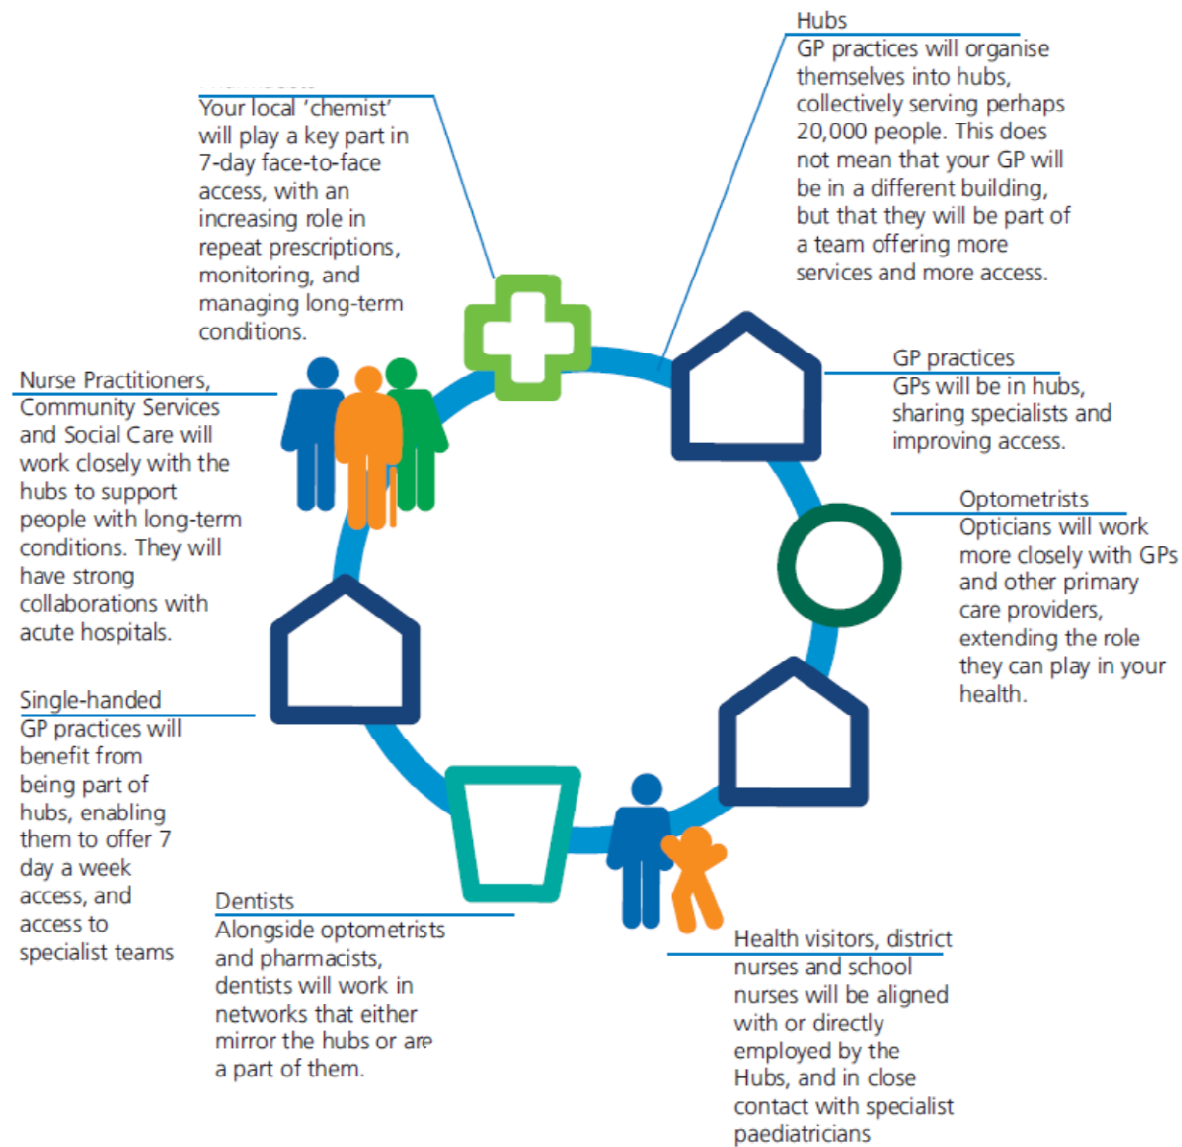 Hubs
GP practices will organise
themselves into hubs,
collectively serving perhaps
20,000 people. This does
not mean that your GP will
be in a different building,
but that they will be part of
a team offering more
services and more access.
Your local ‘chemist’
will play a key part in
7-day face-to-face
access, with an
increasing role in
repeat prescriptions,
monitoring, and
managing long-term
conditions.
GP practices
GPs will be in hubs,
sharing specialists and
improving access.
Nurse Practitioners,
Community Services
and Social Care will
work closely with the
hubs to support
people with long-term
conditions. They will
have strong
collaborations with
acute hospitals.
Optometrists
Opticians will work
more closely with GPs
and other primary
care providers,
extending the role
they can play in your
health.
Single-handed
GP practices will
benefit from
being part of
hubs, enabling
them to offer 7
day a week
access, and
access to
specialist teams
Dentists
Alongside optometrists
and pharmacists,
dentists will work in
networks that either
mirror the hubs or are
a part of them.
Health visitors, district
nurses and school
nurses will be aligned
with or directly
employed by the
Hubs, and in close
contact with specialist
paediatricians